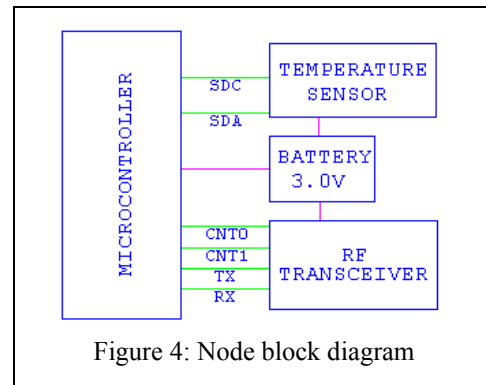 MICROCONTROLLER
SDC
SDA
TEMPERATURE
SENSOR
BATTERY
3.0V
CNT0
CNT1
TX
RX
RF
TRANSCEIVER
Figure 4: Node block diagram